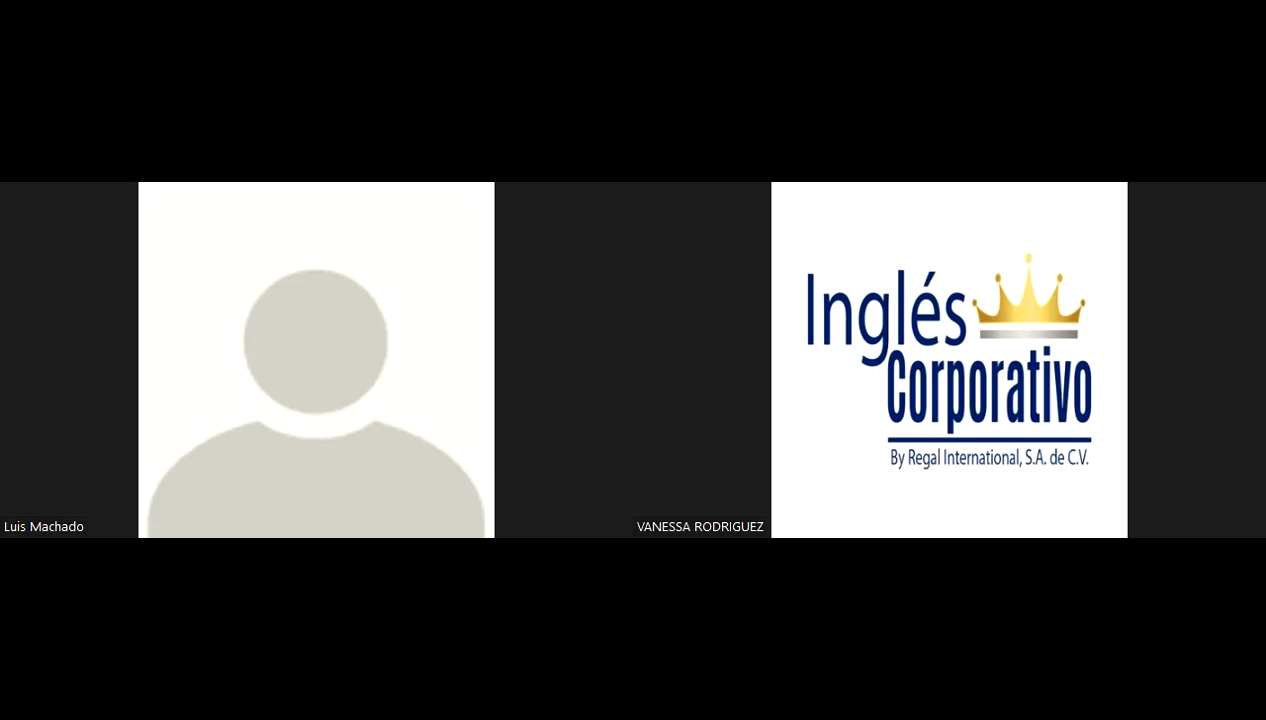 Inglés
Corporativo
By Regal International, S.A. de C.V.
Luis Machado
VANESSA RODRIGUEZ